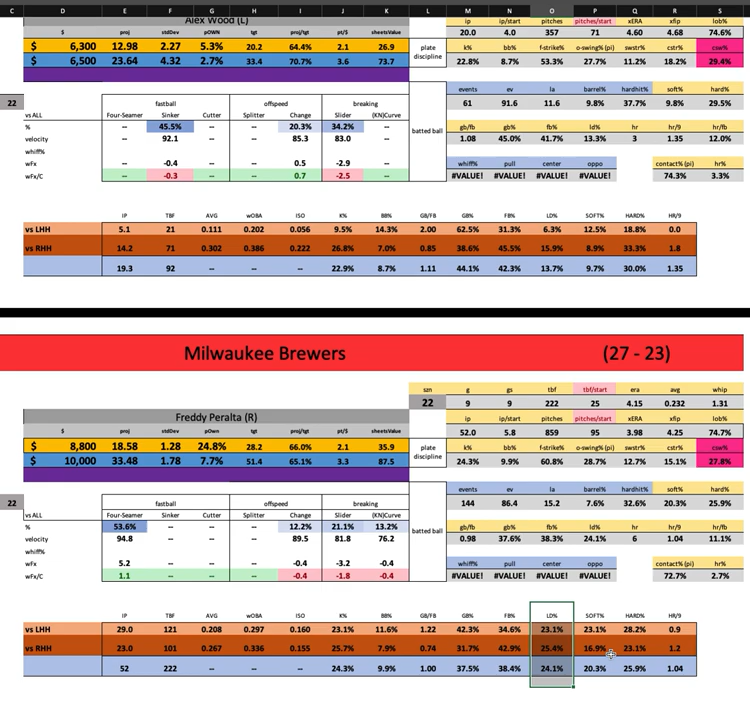 C D E F G H I J K L M N O P Q R S
Alex Wood (L) ip ip/start pitches pitches/start xERA xfip lob%
$ proj stdDev pOWN tgt proj/tgt pt/$ sheetsValue 20.0 4.0 357 71 4.60 4.68 74.6%
$ 6,300 12.98 2.27 5.3% 20.2 64.4% 2.1 26.9 plate discipline k% bb% f-strike% o-swing% (pi) swstr% cstr% csw%
$ 6,500 23.64 4.32 2.7% 33.4 70.7% 3.6 73.7 22.8% 8.7% 53.3% 27.7% 11.2% 18.2% 29.4%
events ev la barrel% hardhit% soft% hard%
22 fastball offspeed breaking 61 91.6 11.6 9.8% 37.7% 9.8% 29.5%
vs ALL Four-Seamer Sinker Cutter Splitter Change Slider (KN)Curve
% -- 45.5% -- -- 20.3% 34.2% -- batted ball gb/fb gb% fb% ld% hr hr/9 hr/fb
velocity 92.1 85.3 83.0 1.08 45.0% 41.7% 13.3% 3 1.35 12.0%
whiff%
wFx -- -0.4 -- -- 0.5 -2.9 -- whiff% pull center oppo contact% (pi) hr%
wFx/C -- -0.3 -- -- 0.7 -2.5 -- #VALUE! #VALUE! #VALUE! #VALUE! 74.3% 3.3%
IP TBF AVG wOBA ISO K% BB% GB/FB GB% FB% LD% SOFT% HARD% HR/9
vs LHH 5.1 21 0.111 0.202 0.056 9.5% 14.3% 2.00 62.5% 31.3% 6.3% 12.5% 18.8% 0.0
vs RHH 14.2 71 0.302 0.386 0.222 26.8% 7.0% 0.85 38.6% 45.5% 15.9% 8.9% 33.3% 1.8
19.3 92 -- -- -- 22.9% 8.7% 1.11 44.1% 42.3% 13.7% 9.7% 30.0% 1.35
Milwaukee Brewers (27 - 23)
szn g gs tbf tbf/start era avg whip
22 9 9 222 25 4.15 0.232 1.31
Freddy Peralta (R) ip ip/start pitches pitches/start xERA xfip lob%
$ proj stdDev pOwn tgt proj/tgt pt/$ sheetsValue 52.0 5.8 859 95 3.98 4.25 74.7%
$ 8,800 18.58 1.28 24.8% 28.2 66.0% 2.1 35.9 plate discipline k% bb% f-strike% o-swing% (pi) swstr% cstr% csw%
$ 10,000 33.48 1.78 7.7% 51.4 65.1% 3.3 87.5 24.3% 9.9% 60.8% 28.7% 12.7% 15.1% 27.8%
events ev la barrel% hardhit% soft% hard%
22 fastball offspeed breaking 144 86.4 15.2 7.6% 32.6% 20.3% 25.9%
vs ALL Four-Seamer Sinker Cutter Splitter Change Slider (KN)Curve
% 53.6% -- -- -- 12.2% 21.1% 13.2% batted ball gb/fb gb% fb% ld% hr hr/9 hr/fb
velocity 94.8 -- -- -- 89.5 81.8 76.2 0.98 37.6% 38.3% 24.1% 6 1.04 11.1%
whiff%
wFx 5.2 -- -- -- -0.4 -3.2 -0.4 whiff% pull center oppo contact% (pi) hr%
wFx/C 1.1 -- -- -- -0.4 -1.8 -0.4 #VALUE! #VALUE! #VALUE! #VALUE! 72.7% 2.7%
IP TBF AVG wOBA ISO K% BB% GB/FB GB% FB% LD% SOFT% HARD% HR/9
vs LHH 29.0 121 0.208 0.297 0.160 23.1% 11.6% 1.22 42.3% 34.6% 23.1% 23.1% 28.2% 0.9
vs RHH 23.0 101 0.267 0.336 0.155 25.7% 7.9% 0.74 31.7% 42.9% 25.4% 16.9% 23.1% 1.2
52 222 -- -- -- 24.3% 9.9% 1.00 37.5% 38.4% 24.1% 20.3% 25.9% 1.04